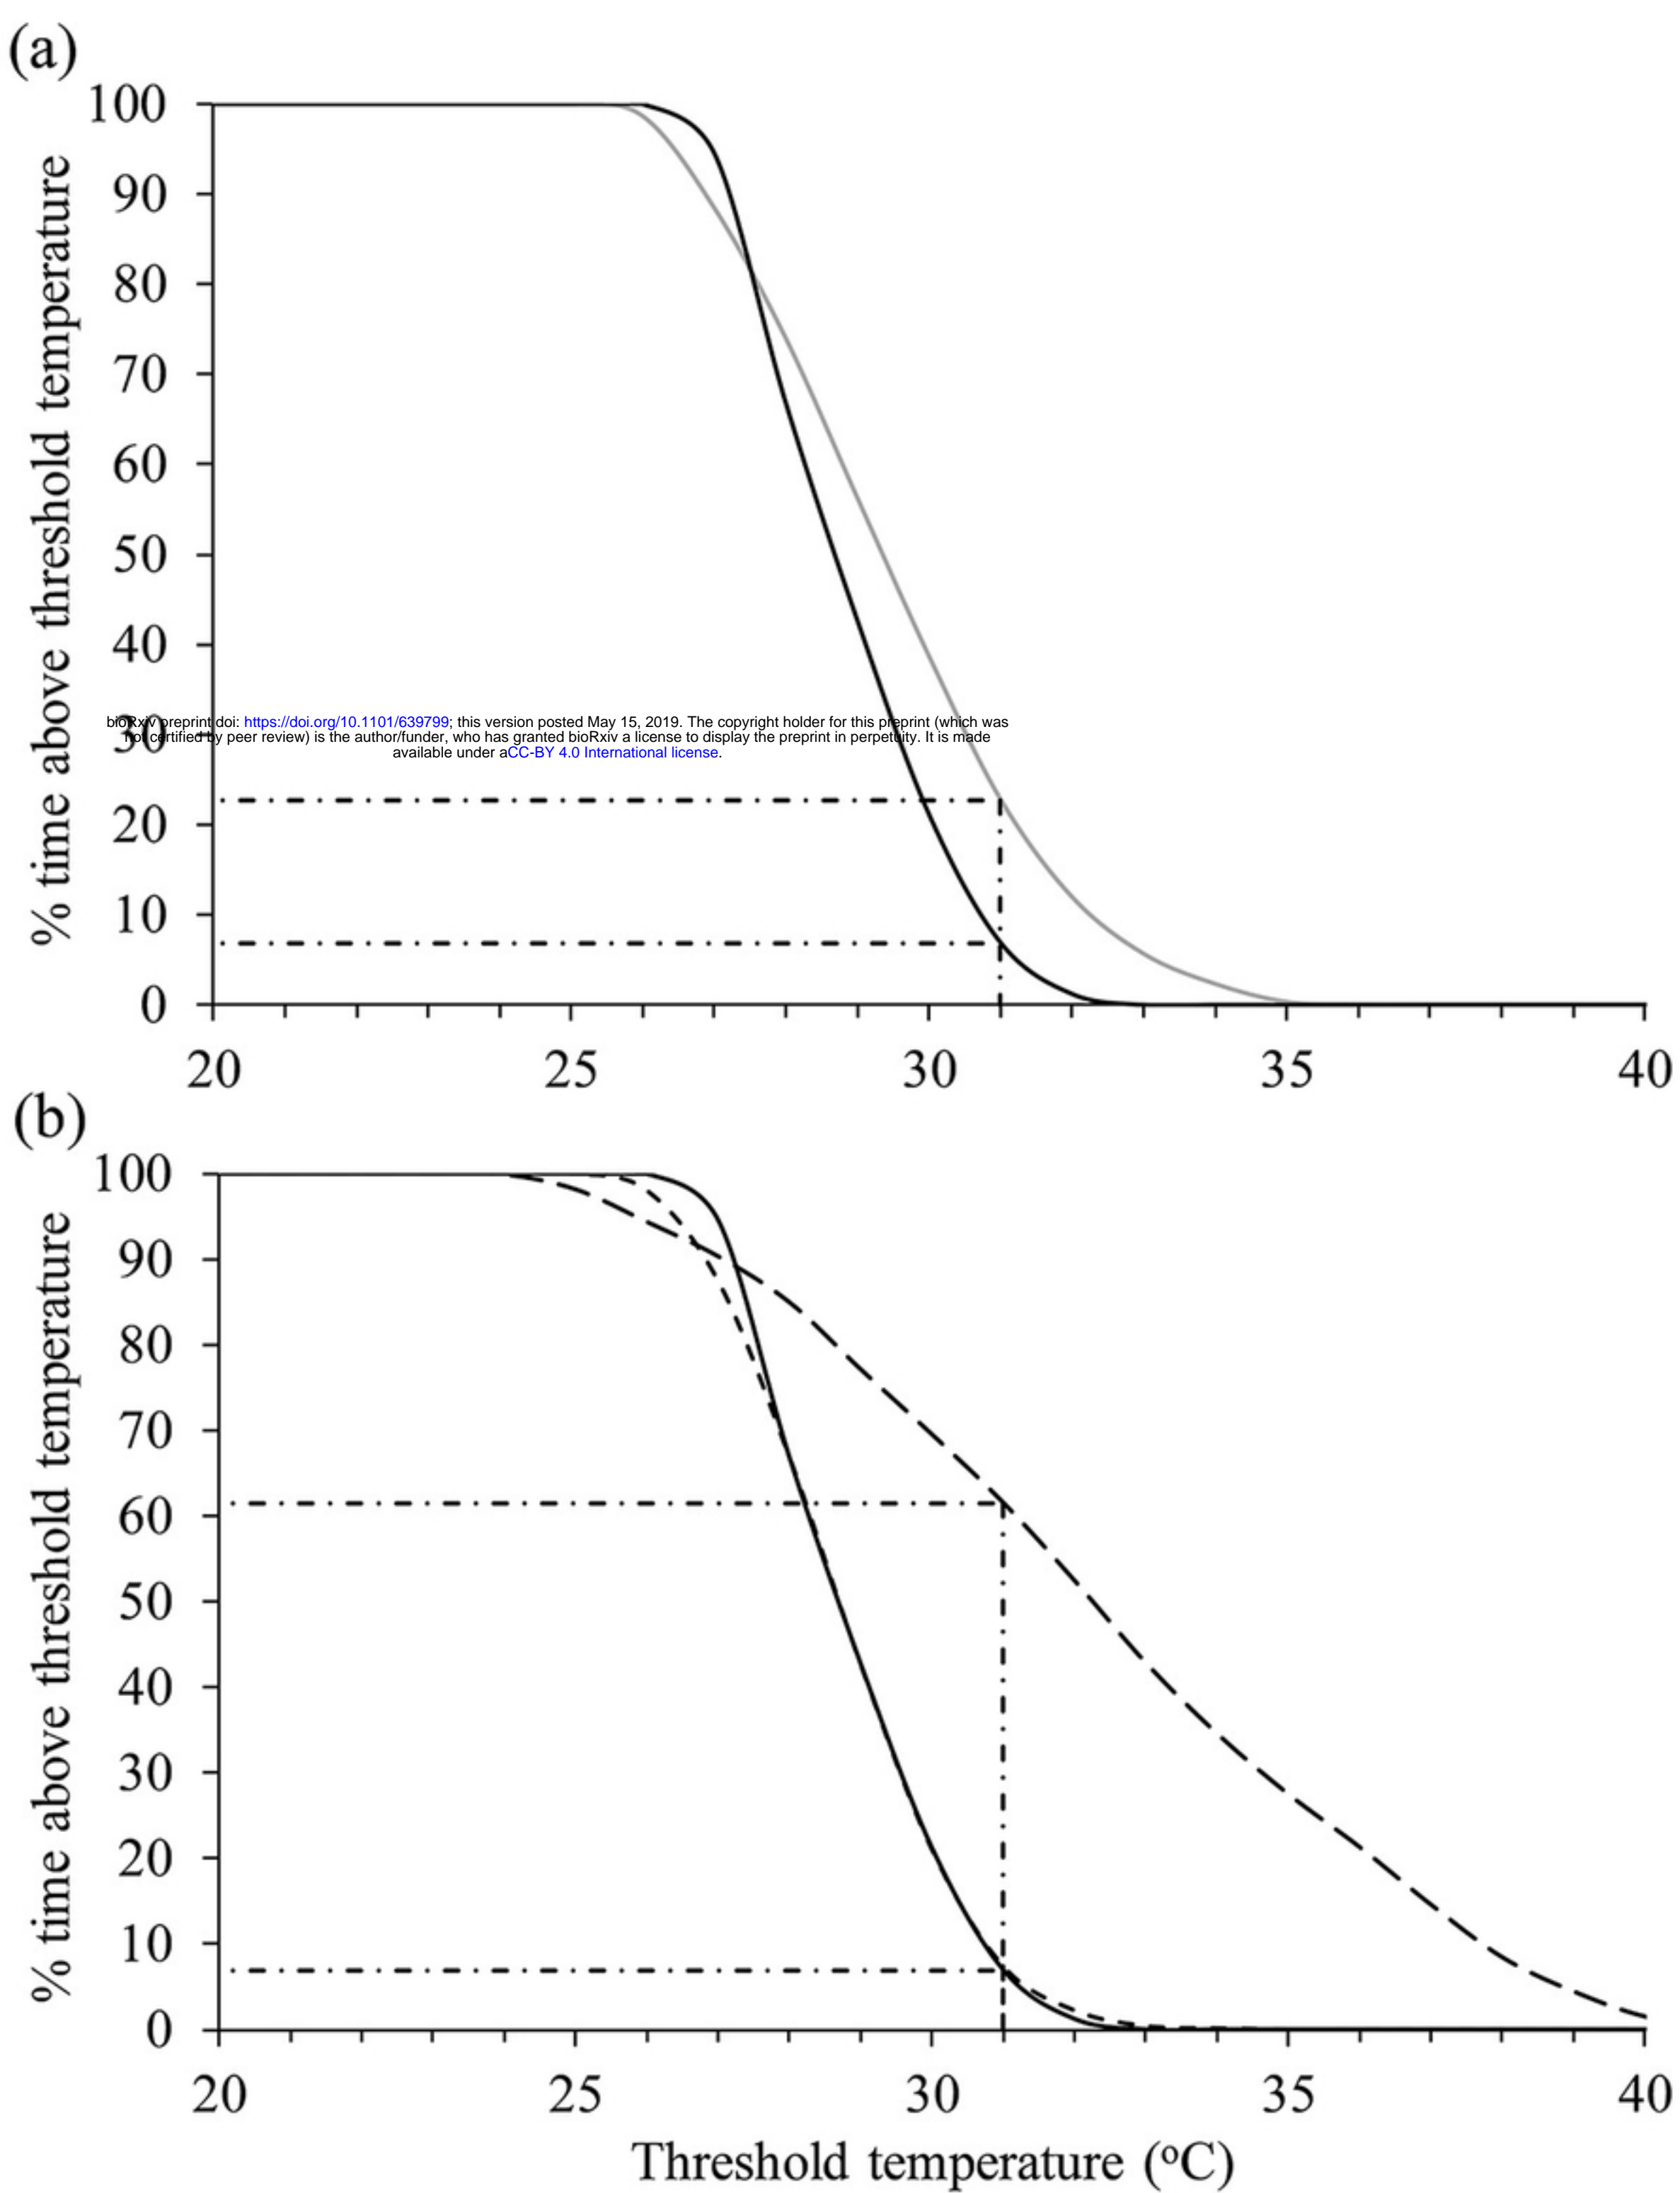 (a)
% time above threshold temperature
100
90
80
70
60
50
40
30
bioRxiv preprint doi: https://doi.org/10.1101/639799; this version posted May 15, 2019. The copyright holder for this preprint (which was
not certified by peer review) is the author/funder, who has granted bioRxiv a license to display the preprint in perpetuity. It is made
available under aCC-BY 4.0 International license.
20
10
0
20 25 30 35 40
(b)
% time above threshold temperature
100
90
80
70
60
50
40
30
20
10
0
20 25 30 35 40
Threshold temperature (ºC)